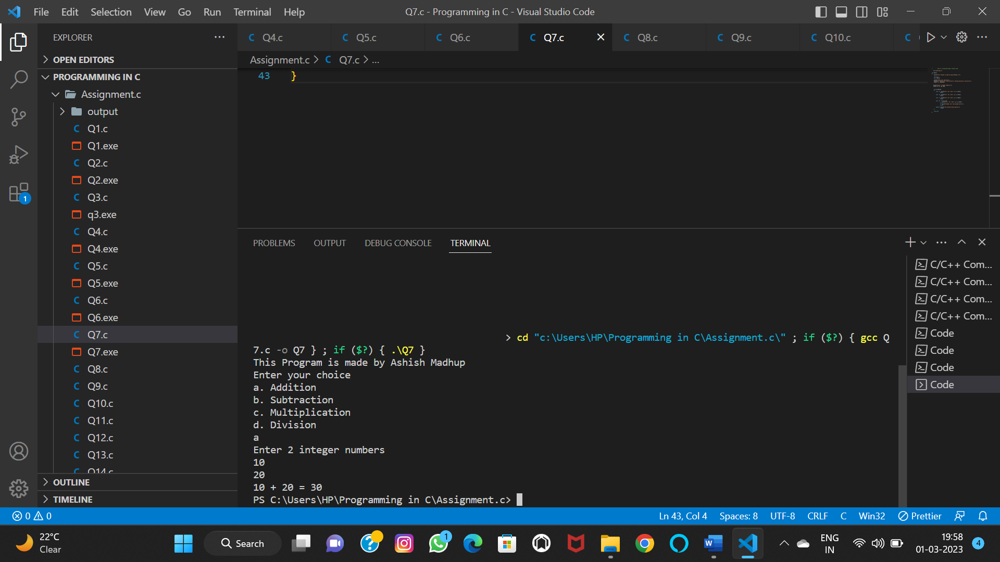 File Edit Selection View Go Run Terminal Help
Q7.c - Programming in C - Visual Studio Code
EXPLORER
OPEN EDITORS
PROGRAMMING IN C
Assignment.c
output
Q1.c
Q1.exe
Q2.c
Q2.exe
Q3.c
q3.exe
Q4.c
Q4.exe
Q5.c
Q5.exe
Q6.c
Q6.exe
Q7.c
Q7.exe
Q8.c
Q9.c
Q10.c
Q11.c
Q12.c
Q13.c
Q14.c
OUTLINE
TIMELINE
1
Q4.c Q5.c Q6.c Q7.c Q8.c Q9.c Q10.c
Assignment.c > C Q7.c > ...
43 }
PROBLEMS OUTPUT DEBUG CONSOLE TERMINAL
> cd "c:\Users\HP\Programming in C\Assignment.c\" ; if ($?) { gcc Q
7.c -o Q7 } ; if ($?) { .\Q7 }
This Program is made by Ashish Madhup
Enter your choice
a. Addition
b. Subtraction
c. Multiplication
d. Division
a
Enter 2 integer numbers
10
20
10 + 20 = 30
PS C:\Users\HP\Programming in C\Assignment.c>
C/C++ Com...
C/C++ Com...
C/C++ Com...
C/C++ Com...
Code
Code
Code
Code
0 0
Ln 43, Col 4 Spaces: 8 UTF-8 CRLF C Win32 Prettier
22°C
Clear
Search
1
ENG
IN
19:58
01-03-2023
4